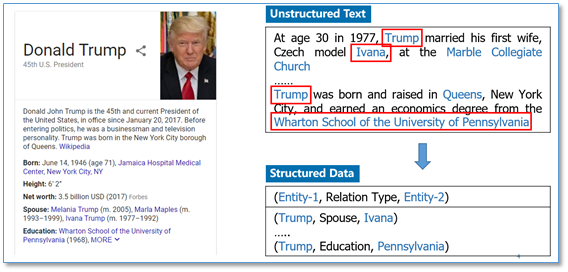 Donald Trump
45th U.S. President
Donald John Trump is the 45th and current President of
the United States, in office since January 20, 2017. Before
entering politics, he was a businessman and television
personality. Trump was born in the New York City borough
of Queens. Wikipedia
Born: June 14, 1946 (age 71), Jamaica Hospital Medical
Center, New York City, NY
Height: 6' 2"
Net worth: 3.5 billion USD (2017) Forbes
Spouse: Melania Trump (m. 2005), Marla Maples (m.
1993–1999), Ivana Trump (m. 1977–1992)
Education: Wharton School of the University of
Pennsylvania (1968), MORE
Unstructured Text
At age 30 in 1977, Trump married his first wife,
Czech model Ivana, at the Marble Collegiate
Church
......
Trump was born and raised in Queens, New York
City, and earned an economics degree from the
Wharton School of the University of Pennsylvania
Structured Data
(Entity-1, Relation Type, Entity-2)
(Trump, Spouse, Ivana)
.....
(Trump, Education, Pennsylvania)
4